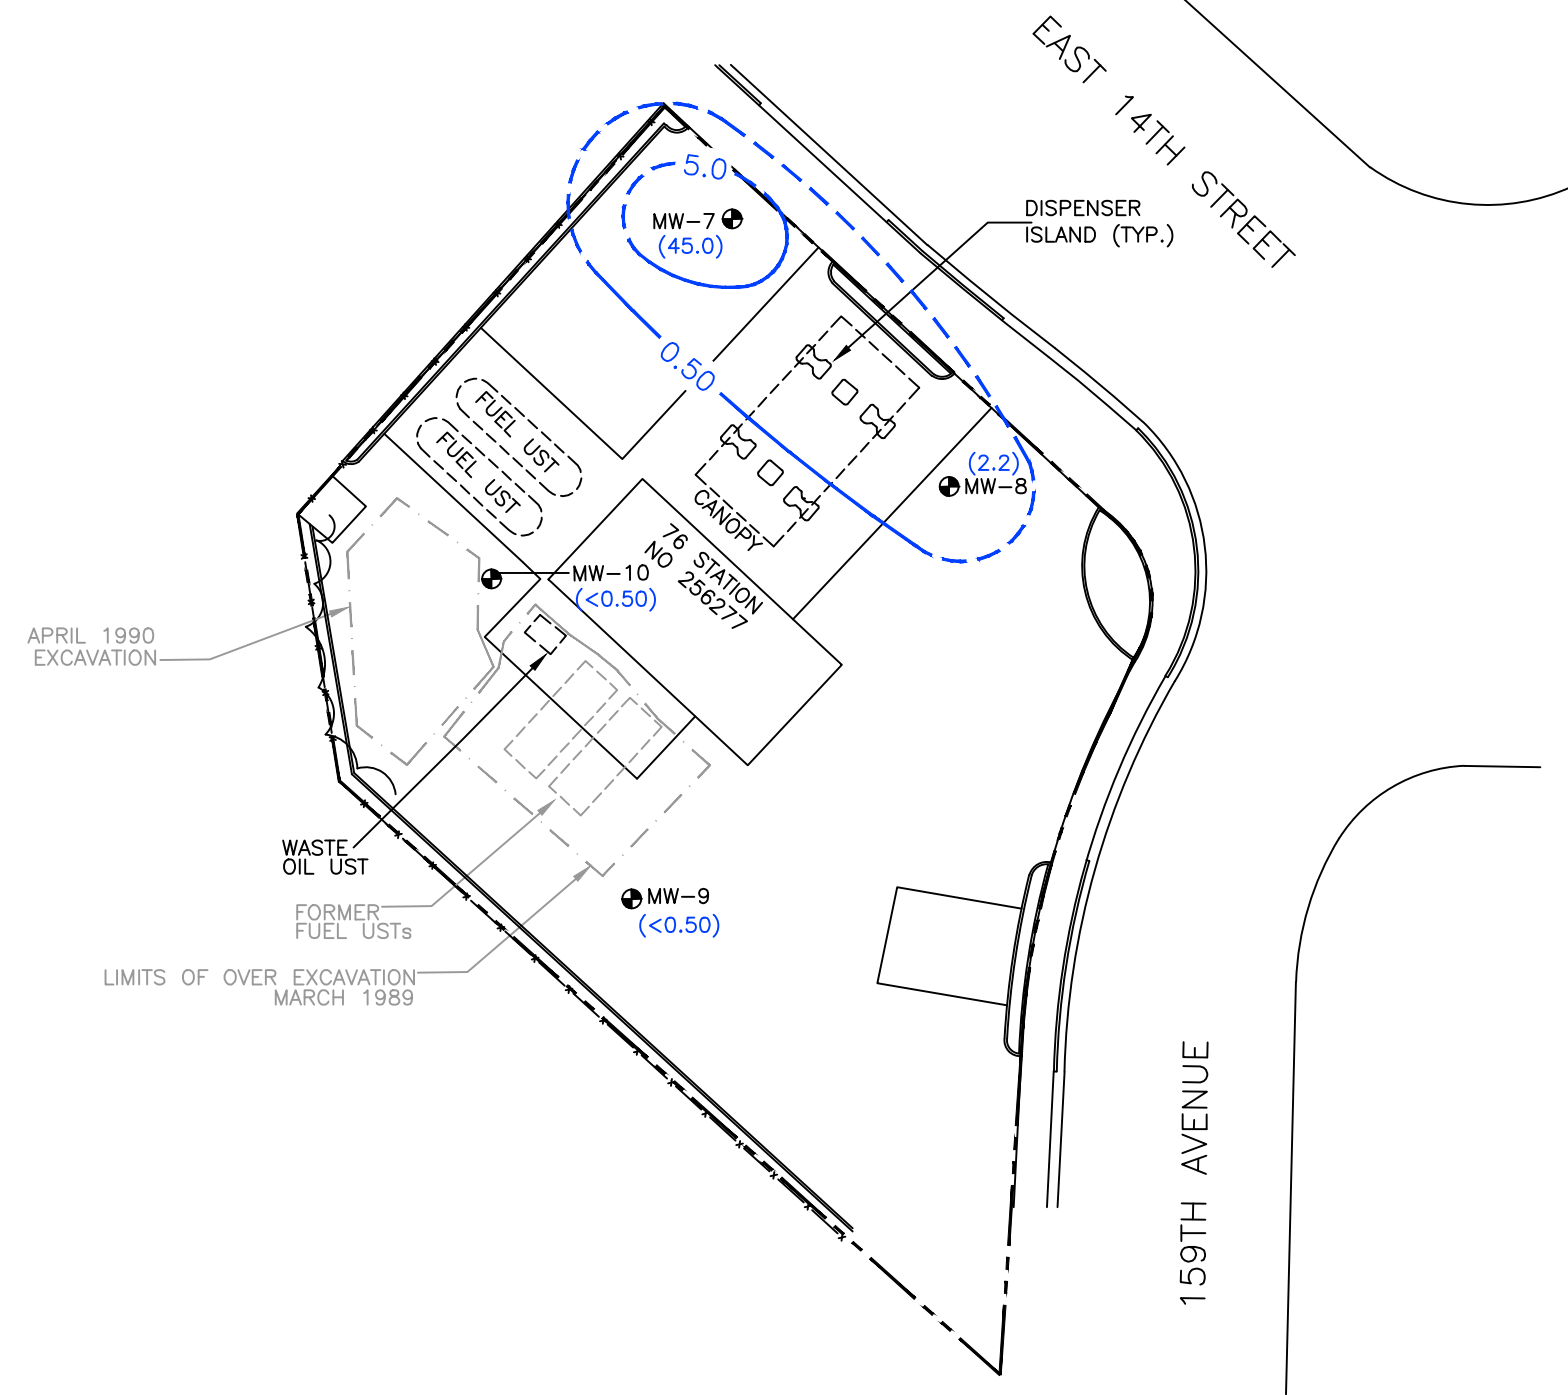 EAST 14TH STREET
5.0
MW-7
(45.0)
DISPENSER
ISLAND (TYP.)
0.50
FUEL UST
FUEL UST
(2.2)
MW-8
CANOPY
76 STATION
NO 256277
MW-10
(<0.50)
APRIL 1990
EXCAVATION
WASTE
OIL UST
MW-9
(<0.50)
FORMER
FUEL USTs
LIMITS OF OVER EXCAVATION
MARCH 1989
159TH AVENUE